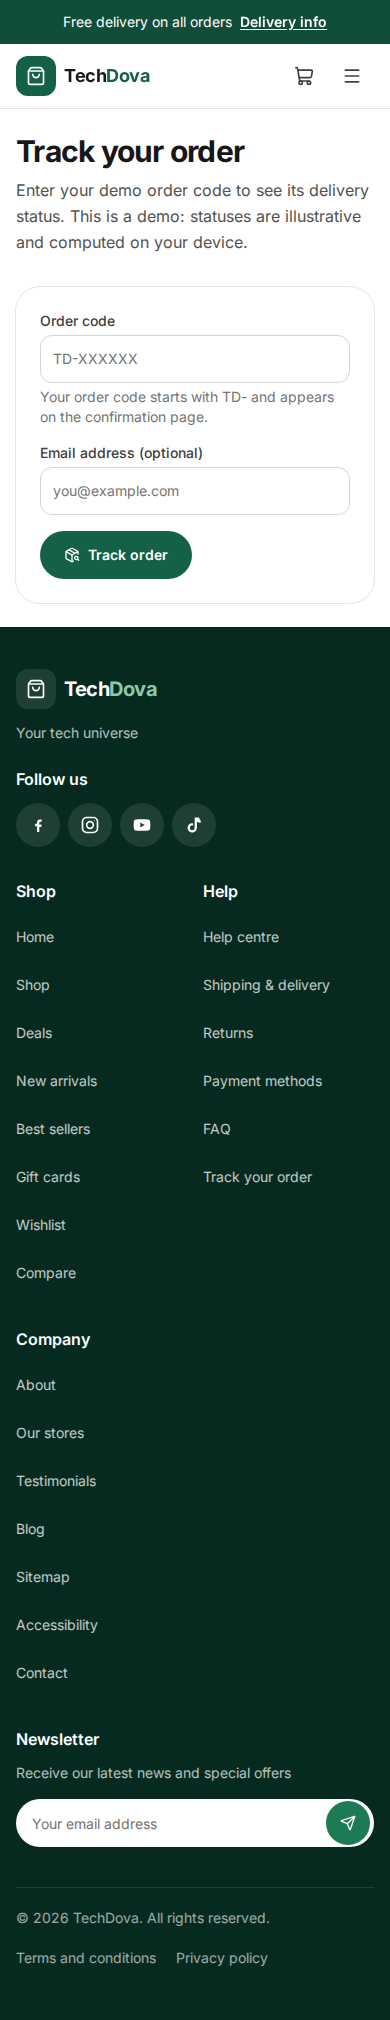 Free delivery on all orders Delivery info
TechDova
Track your order
Enter your demo order code to see its delivery
status. This is a demo: statuses are illustrative
and computed on your device.
Order code
TD-XXXXXX
Your order code starts with TD- and appears
on the confirmation page.
Email address (optional)
you@example.com
Track order
TechDova
Your tech universe
Follow us
Shop
Home
Shop
Deals
New arrivals
Best sellers
Gift cards
Wishlist
Compare
Help
Help centre
Shipping & delivery
Returns
Payment methods
FAQ
Track your order
Company
About
Our stores
Testimonials
Blog
Sitemap
Accessibility
Contact
Newsletter
Receive our latest news and special offers
Your email address
© 2026 TechDova. All rights reserved.
Terms and conditions Privacy policy